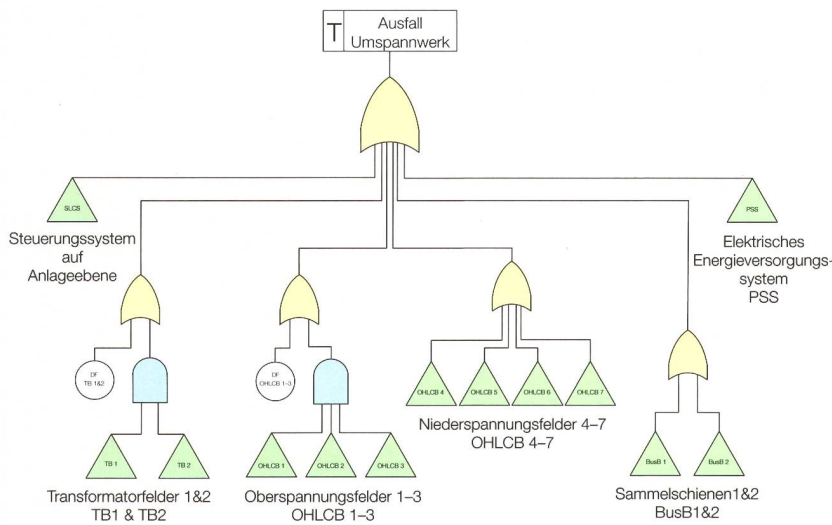 T
Ausfall
Umspannwerk
SLCS
Steuerungssystem
auf
Anlageebene
PSS
Elektrisches
Energieversorgungs-
system
PSS
DF
TB 1&2
TB 1
TB 2
Transformatorfelder 1&2
TB1 & TB2
DF
OHLCB 1–3
OHLCB 1
OHLCB 2
OHLCB 3
Oberspannungsfelder 1–3
OHLCB 1–3
OHLCB 4
OHLCB 5
OHLCB 6
OHLCB 7
Niederspannungsfelder 4–7
OHLCB 4–7
BusB 1
BusB 2
Sammelschienen1&2
BusB1&2